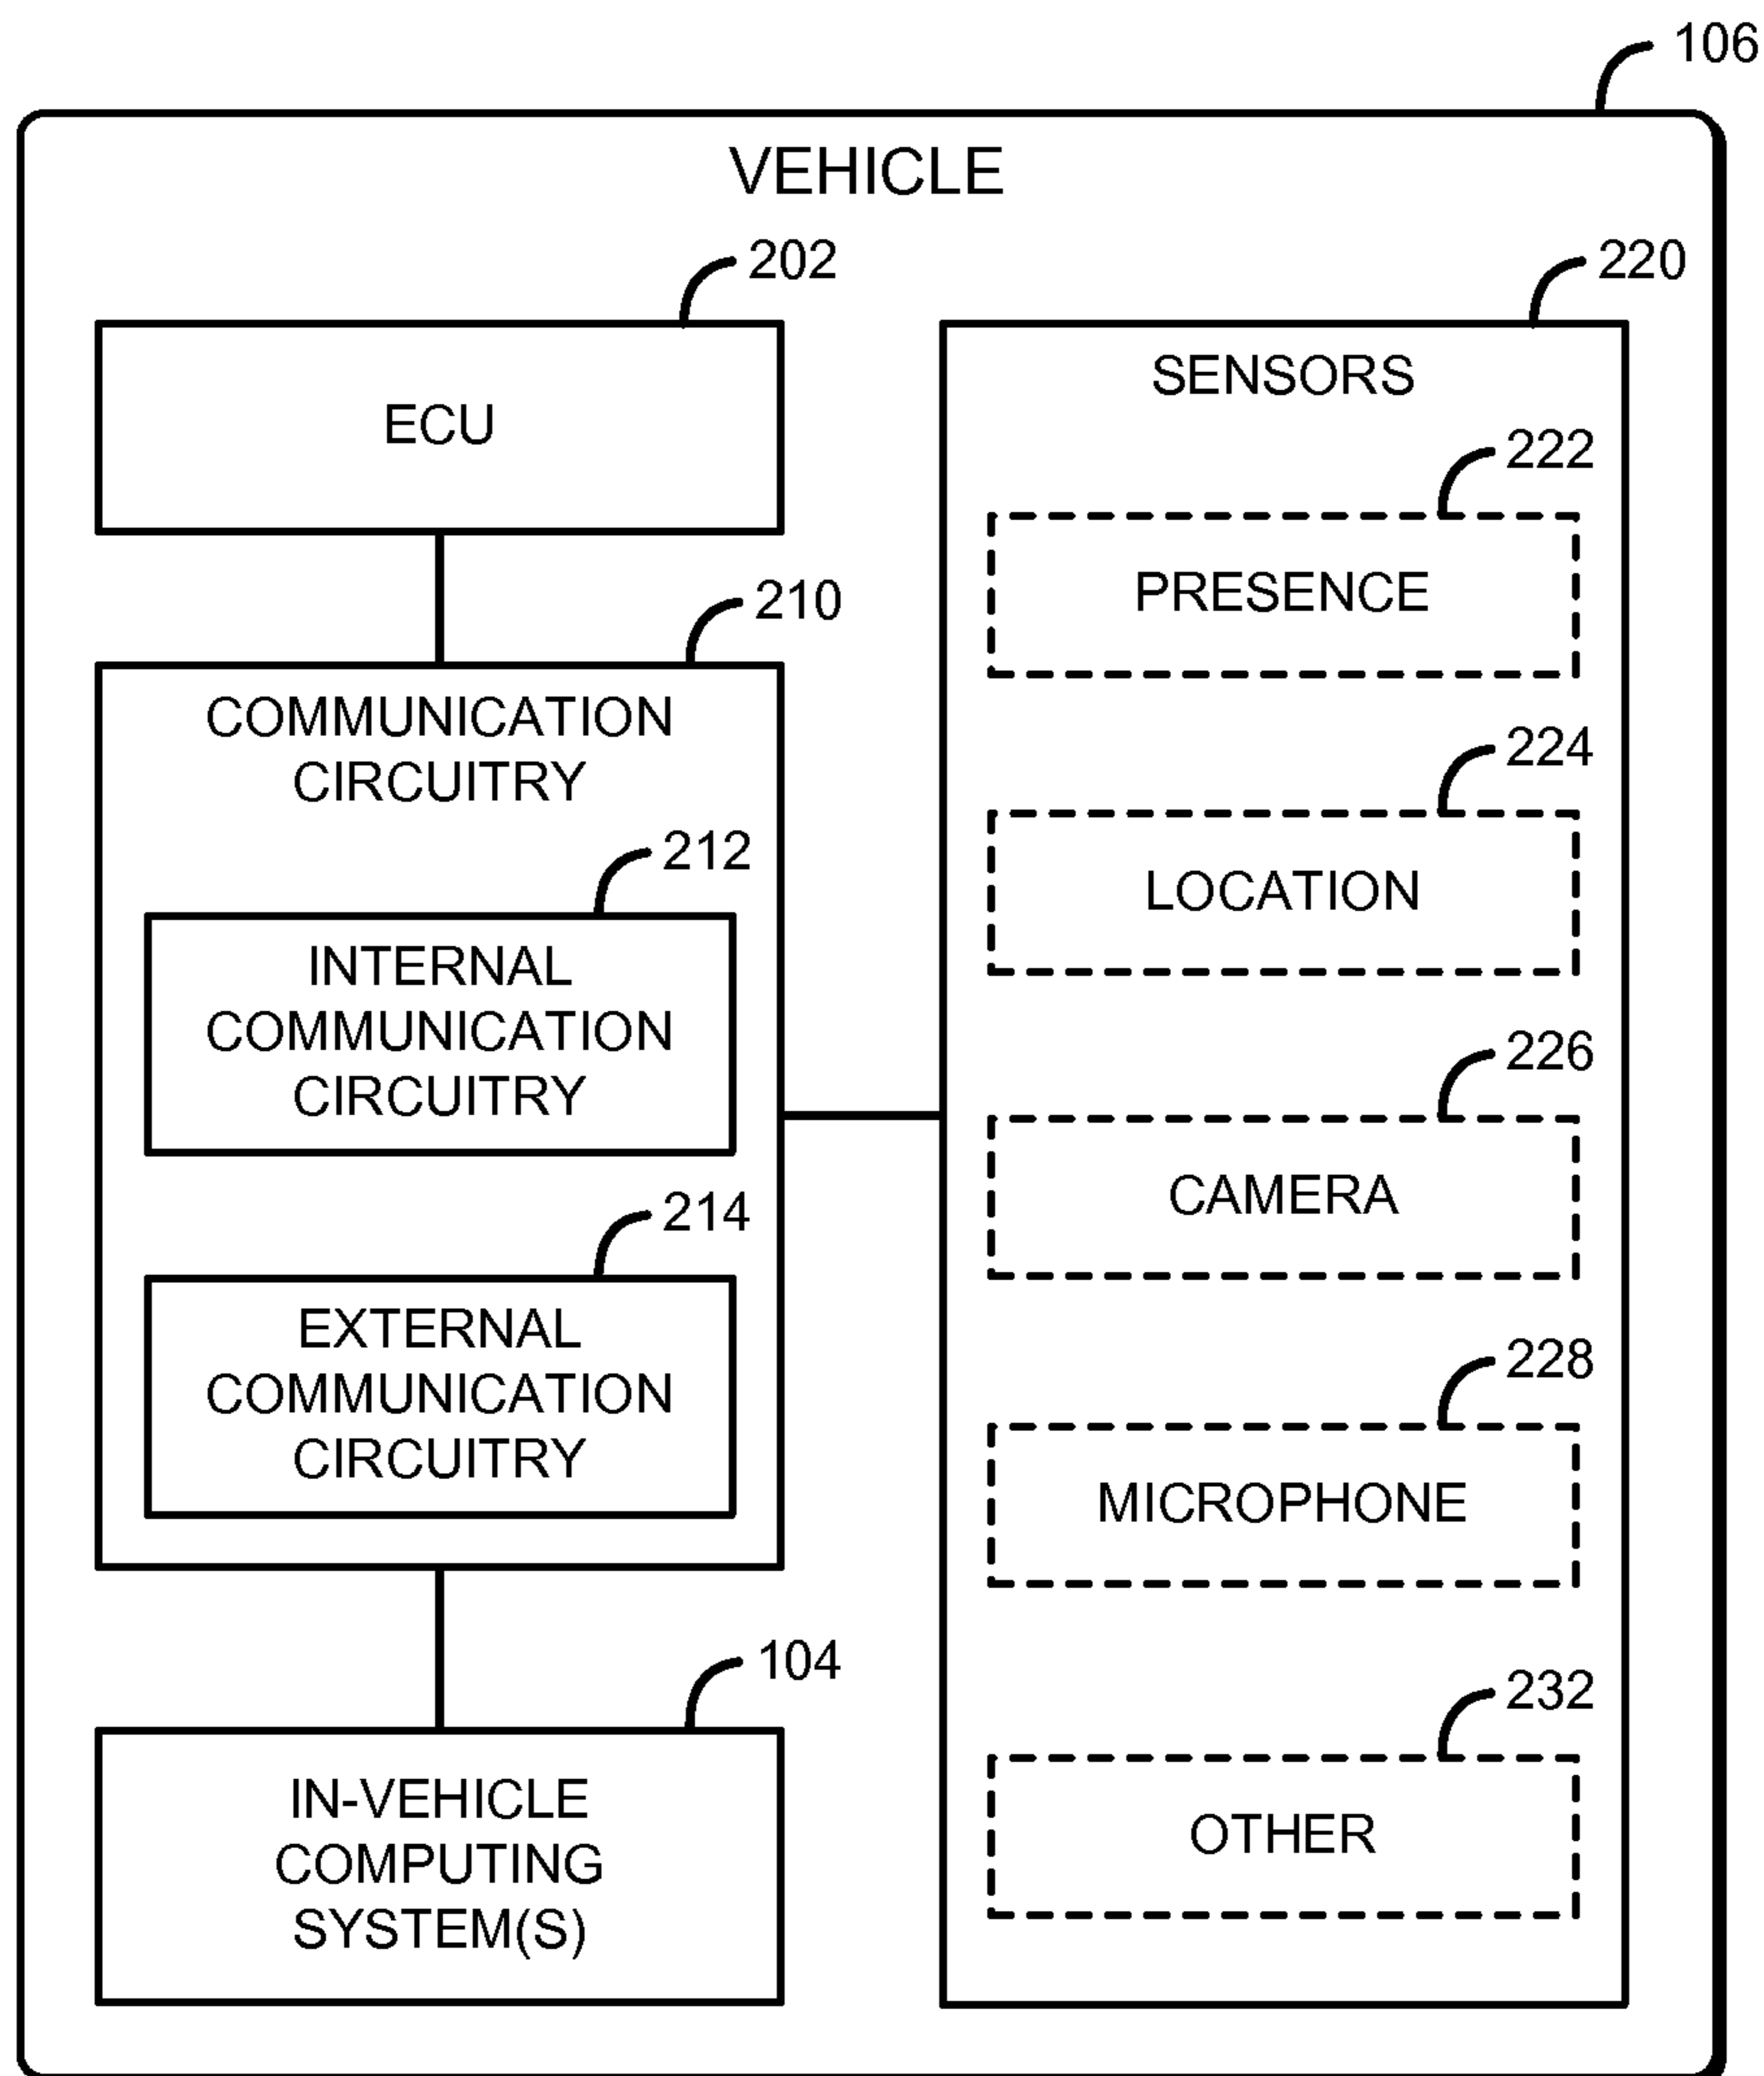 106
VEHICLE
202
ECU
210
COMMUNICATION
CIRCUITRY
212
INTERNAL
COMMUNICATION
CIRCUITRY
214
EXTERNAL
COMMUNICATION
CIRCUITRY
104
IN-VEHICLE
COMPUTING
SYSTEM(S)
220
SENSORS
222
PRESENCE
224
LOCATION
226
CAMERA
228
MICROPHONE
232
OTHER